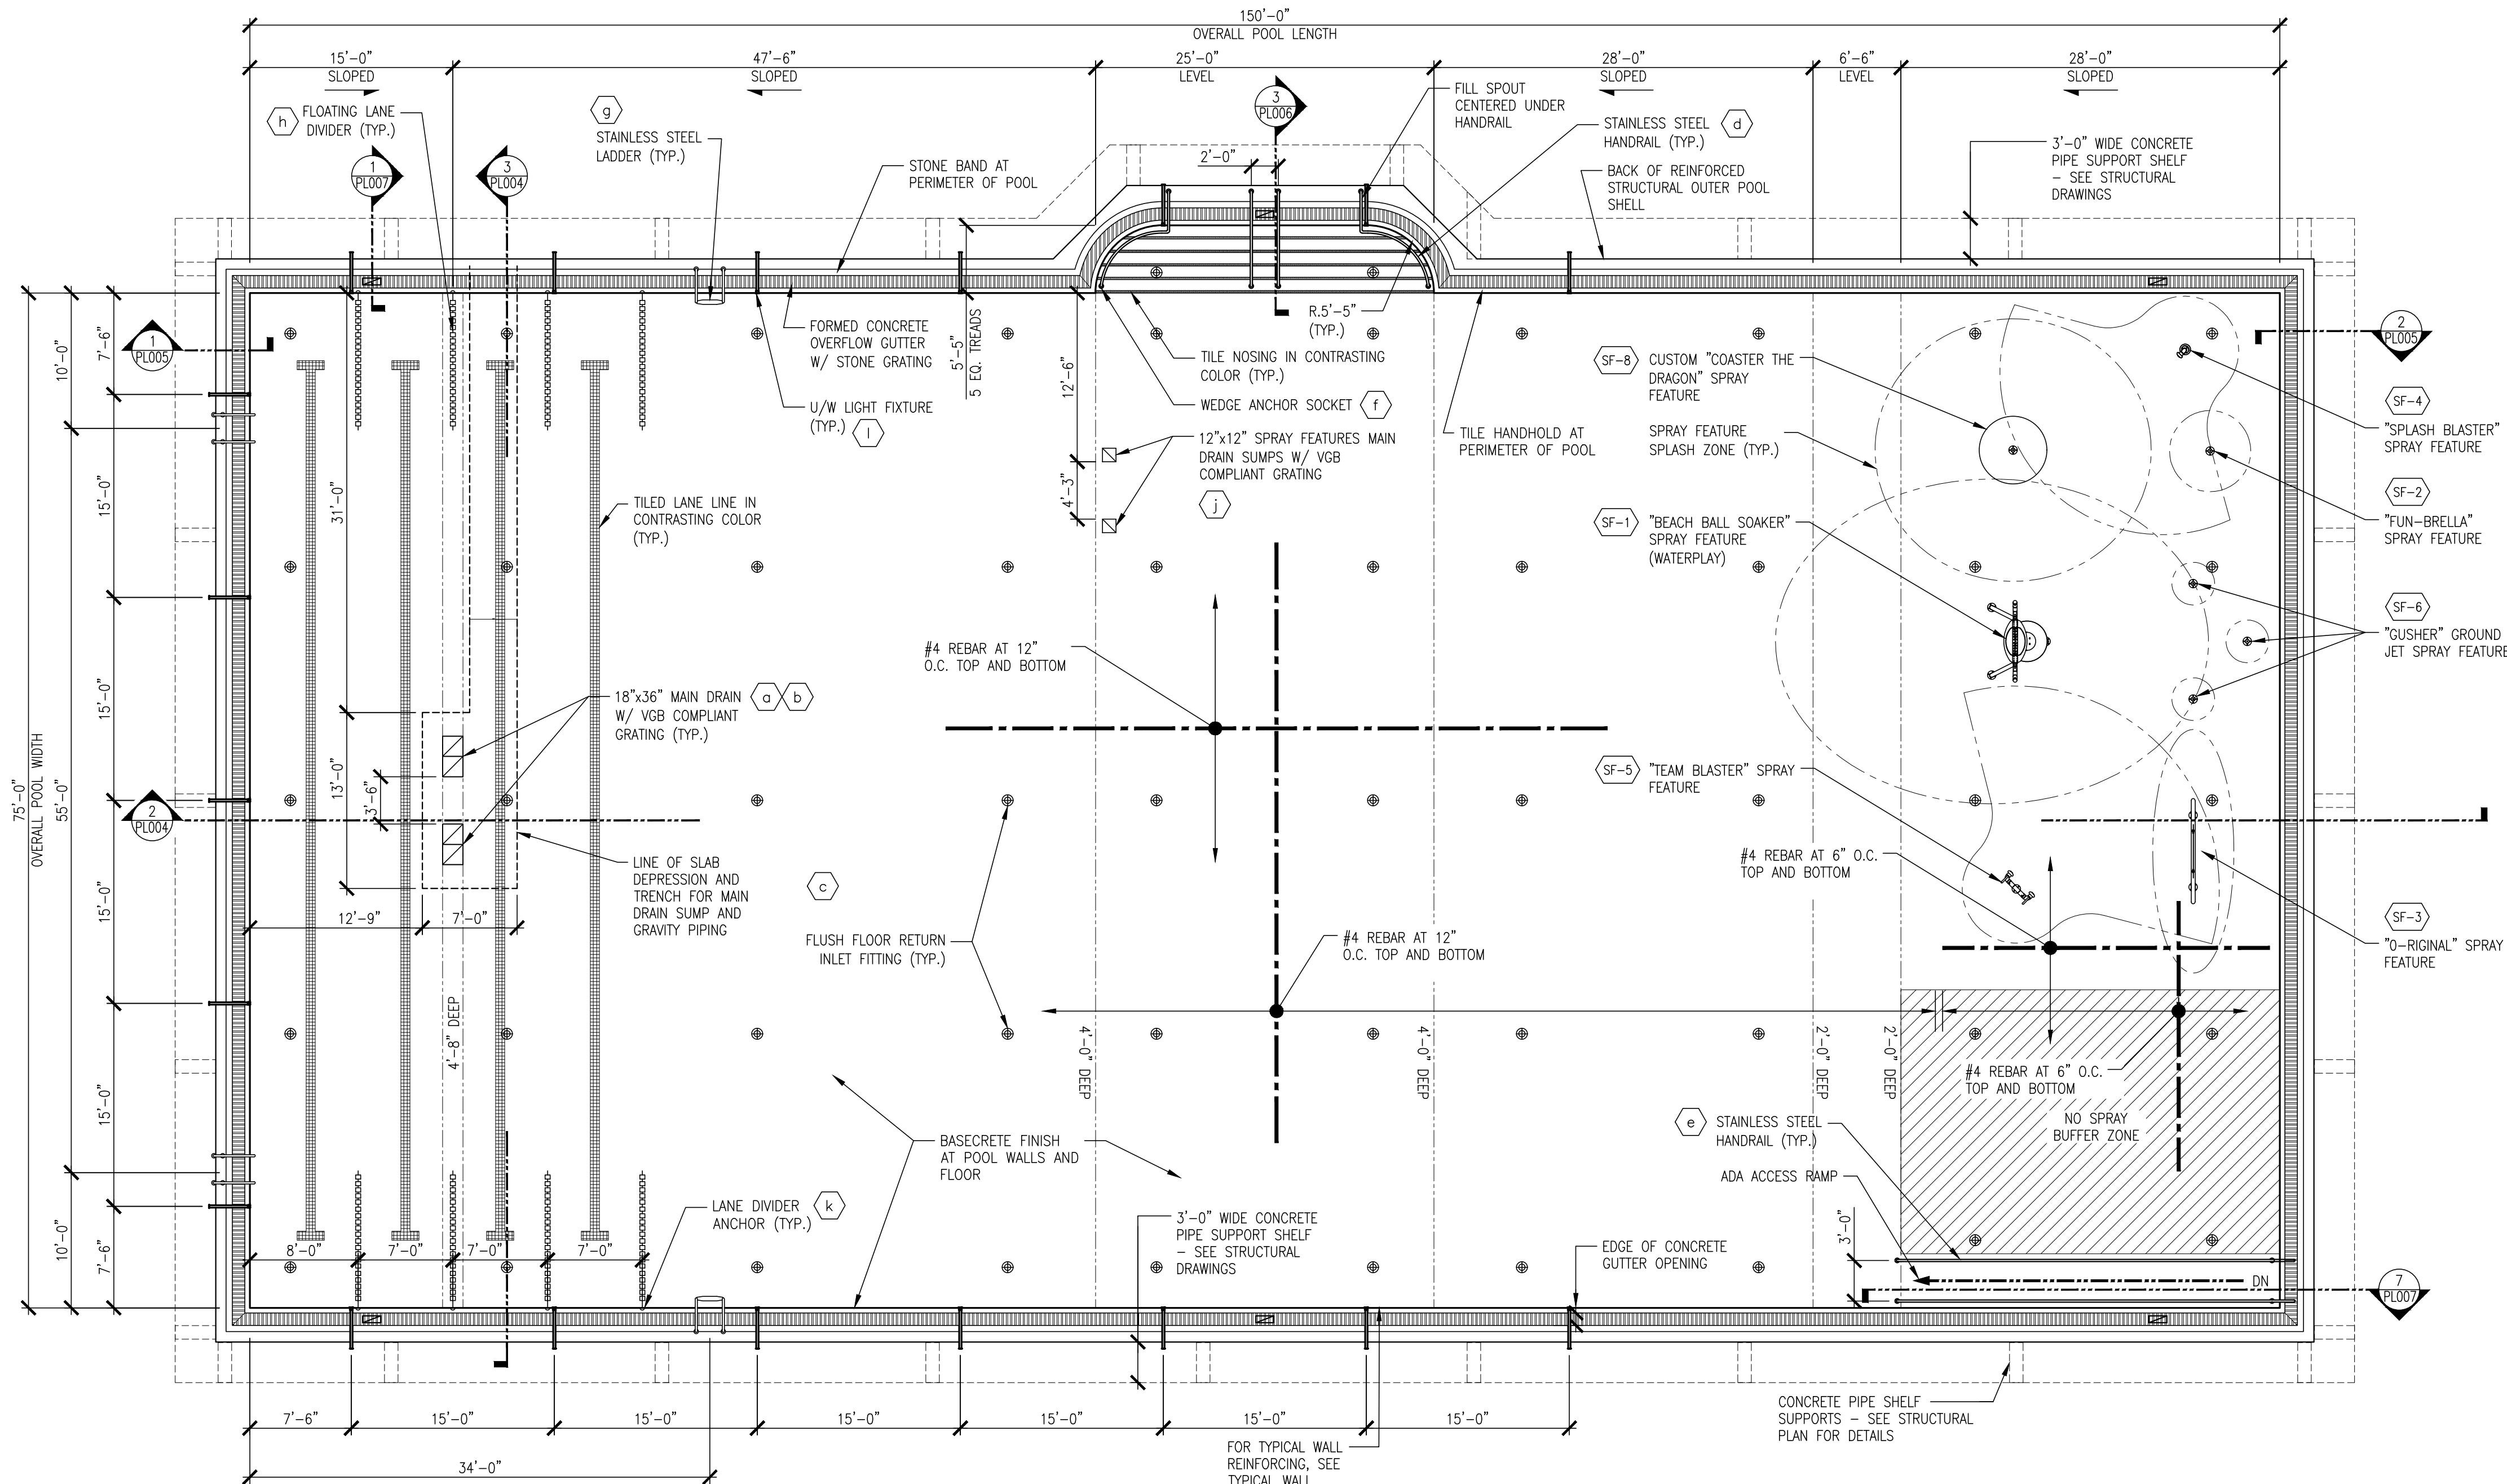 150'-0"
OVERALL POOL LENGTH
15'-0"
SLOPED
47'-6"
SLOPED
25'-0"
LEVEL
28'-0"
SLOPED
6'-6"
LEVEL
28'-0"
SLOPED
h
FLOATING LANE
DIVIDER (TYP.)
g
STAINLESS STEEL
LADDER (TYP.)
1
PL007
3
PL004
STONE BAND AT
PERIMETER OF POOL
2'-0"
3
PL006
FILL SPOUT
CENTERED UNDER
HANDRAIL
STAINLESS STEEL
HANDRAIL (TYP.)
d
BACK OF REINFORCED
STRUCTURAL OUTER POOL
SHELL
3'-0" WIDE CONCRETE
PIPE SUPPORT SHELF
- SEE STRUCTURAL
DRAWINGS
1
PL005
7'-6"
10'-0"
15'-0"
15'-0"
15'-0"
15'-0"
7'-6"
10'-0"
55'-0"
75'-0"
OVERALL POOL WIDTH
2
PL004
FORMED CONCRETE
OVERFLOW GUTTER
W/ STONE GRATING
U/W LIGHT FIXTURE
(TYP.)
l
5'-5"
5 EQ. TREADS
12'-6"
4'-3"
R.5'-5"
(TYP.)
TILE NOSING IN CONTRASTING
COLOR (TYP.)
WEDGE ANCHOR SOCKET
f
12"x12" SPRAY FEATURES MAIN
DRAIN SUMPS W/ VGB
COMPLIANT GRATING
j
TILE HANDHOLD AT
PERIMETER OF POOL
SF-8
CUSTOM "COASTER THE
DRAGON" SPRAY
FEATURE
SPRAY FEATURE
SPLASH ZONE (TYP.)
SF-1
"BEACH BALL SOAKER"
SPRAY FEATURE
(WATERPLAY)
2
PL005
SF-4
"SPLASH BLASTER"
SPRAY FEATURE
SF-2
"FUN-BRELLA"
SPRAY FEATURE
SF-6
"GUSHER" GROUND
JET SPRAY FEATURE
31'-0"
13'-0"
3'-6"
12'-9"
7'-0"
TILED LANE LINE IN
CONTRASTING COLOR
(TYP.)
18"x36" MAIN DRAIN
W/ VGB COMPLIANT
GRATING (TYP.)
a
b
#4 REBAR AT 12"
O.C. TOP AND BOTTOM
LINE OF SLAB
DEPRESSION AND
TRENCH FOR MAIN
DRAIN SUMP AND
GRAVITY PIPING
c
FLUSH FLOOR RETURN
INLET FITTING (TYP.)
#4 REBAR AT 12"
O.C. TOP AND BOTTOM
SF-5
"TEAM BLASTER" SPRAY
FEATURE
#4 REBAR AT 6" O.C.
TOP AND BOTTOM
SF-3
"O-RIGINAL" SPRAY
FEATURE
4'-8" DEEP
4'-0" DEEP
4'-0" DEEP
2'-0" DEEP
2'-0" DEEP
#4 REBAR AT 6" O.C.
TOP AND BOTTOM
NO SPRAY
BUFFER ZONE
e
STAINLESS STEEL
HANDRAIL (TYP.)
ADA ACCESS RAMP
3'-0"
DN
7
PL007
BASECRETE FINISH
AT POOL WALLS AND
FLOOR
LANE DIVIDER
ANCHOR (TYP.)
k
8'-0"
7'-0"
7'-0"
7'-0"
3'-0" WIDE CONCRETE
PIPE SUPPORT SHELF
- SEE STRUCTURAL
DRAWINGS
EDGE OF CONCRETE
GUTTER OPENING
CONCRETE PIPE SHELF
SUPPORTS - SEE STRUCTURAL
PLAN FOR DETAILS
7'-6"
15'-0"
15'-0"
15'-0"
15'-0"
15'-0"
15'-0"
34'-0"
FOR TYPICAL WALL
REINFORCING, SEE
TYPICAL WALL